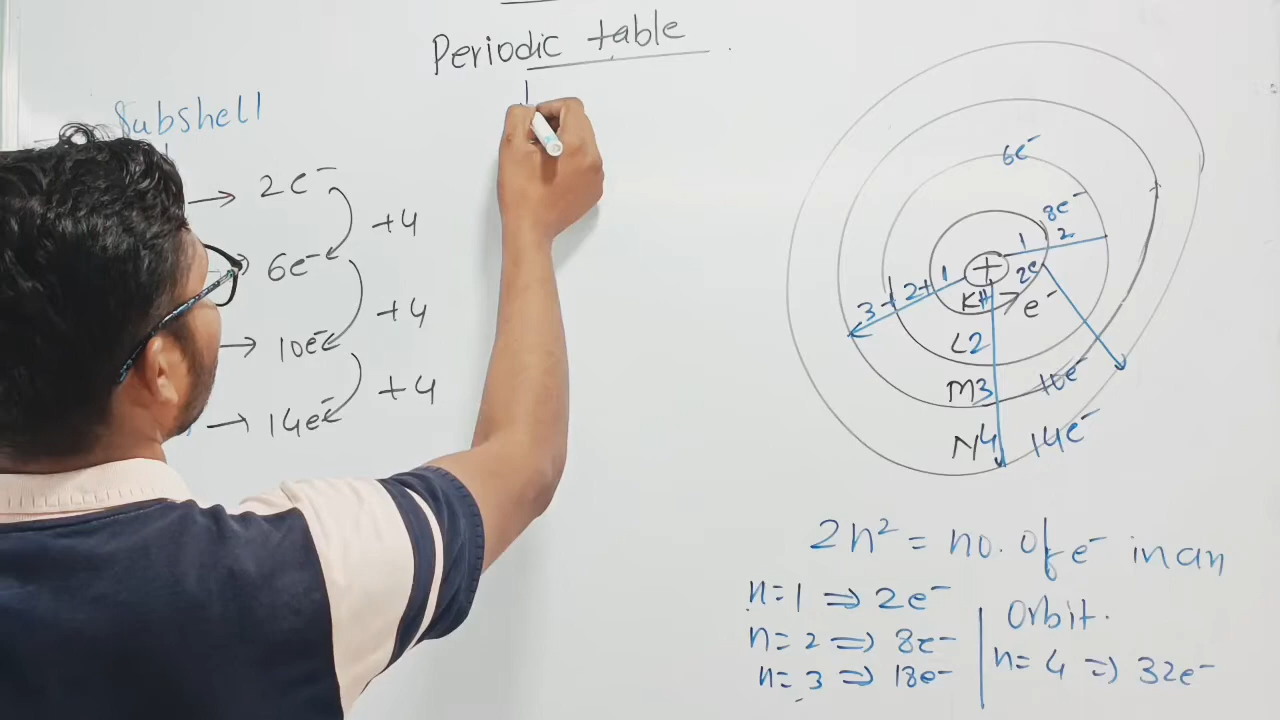 Periodic table
Subshell
→ 2e⁻
+4
6e⁻
+4
→ 10e⁻
+4
→ 14e⁻
6e⁻
8e⁻
1 2
+
2e
3+2+1
K
e⁻
L2
M3
10e⁻
N4
14e⁻
2n² = no. of e⁻ in an
Orbit.
n=1 ⇒ 2e⁻
n=2 ⇒ 8e⁻
n=3 ⇒ 18e⁻
n=4 ⇒ 32e⁻